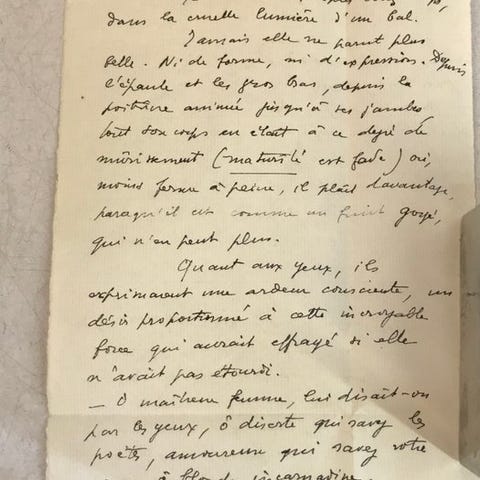 dans la cruelle lumière d'un bal.
Jamais elle ne parut plus
belle. Ni de forme, ni d'expression. Depuis
l'épaule et les gros bras, depuis la
poitrine animée jusqu'à ses jambes
tout son corps en était à ce degré de
mûrissement (maturité est fade) où,
moins ferme à peine, il plaît davantage,
parcequ'il est comme un fruit gorgé,
qui n'en peut plus.
Quant aux yeux, ils
exprimaient une ardeur consciente, un
désir proportionné à cette incroyable
force qui aurait effrayé si elle
n'avait pas étourdi.
— O maîtresse femme, lui disait-on
par les yeux, ô discrète qui savez les
poètes, amoureuse qui savez votre
ô blonde incarnadine